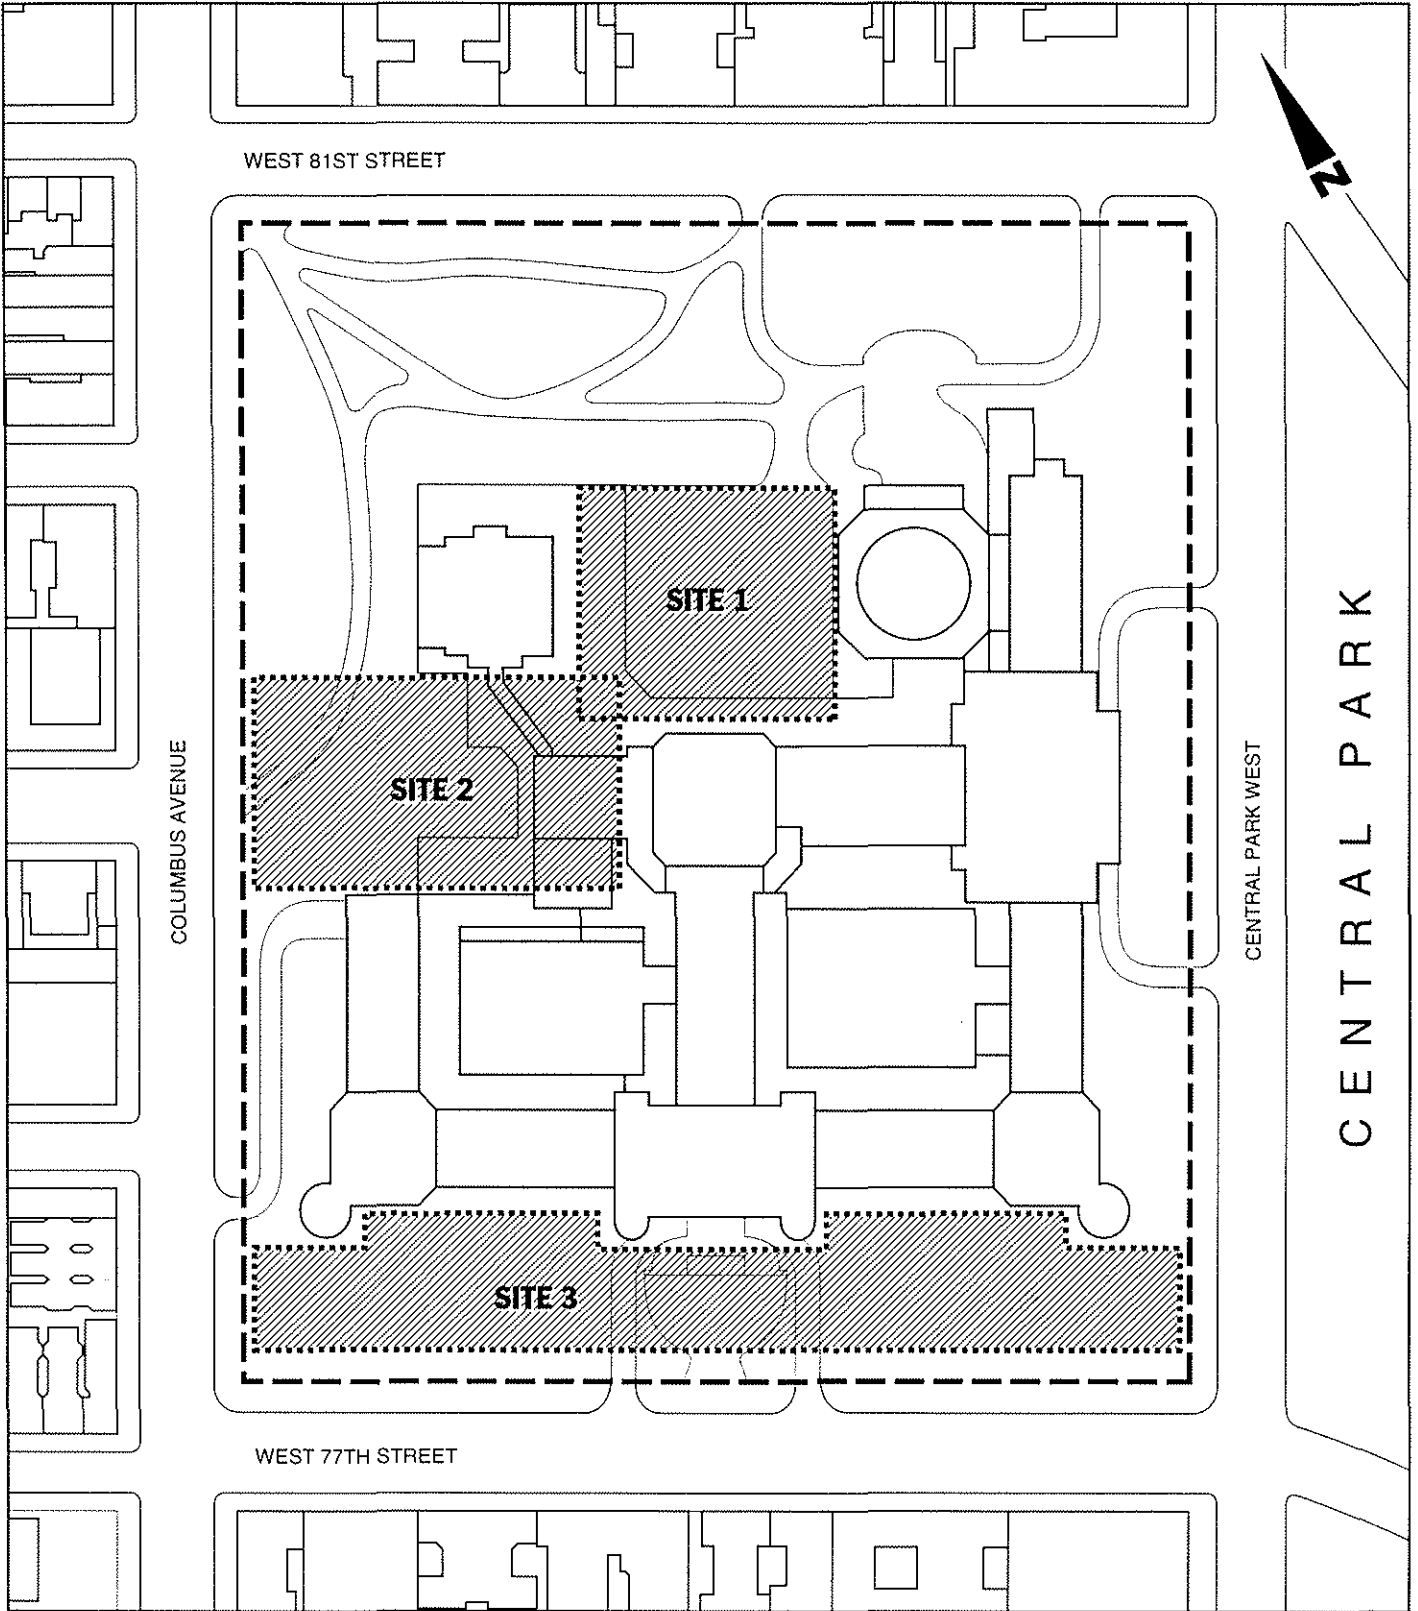 WEST 81ST STREET
N
SITE 1
SITE 2
COLUMBUS AVENUE
CENTRAL PARK WEST
CENTRAL PARK
SITE 3
WEST 77TH STREET